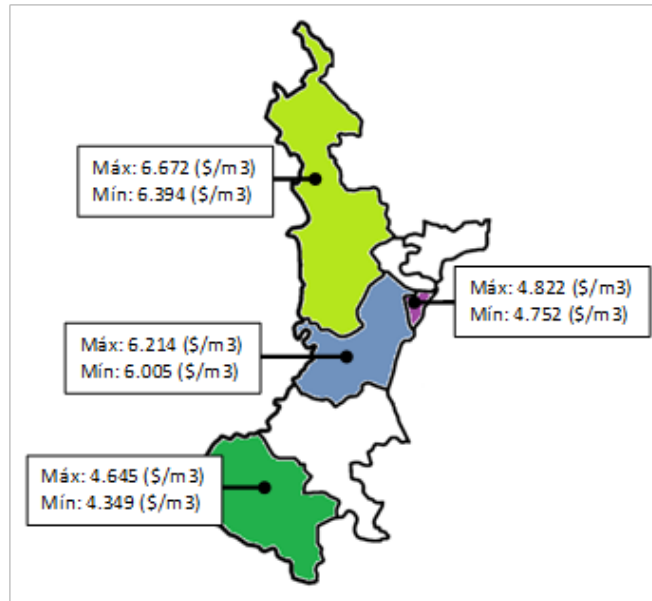 Máx: 6.672 ($/m3)
Mín: 6.394 ($/m3)
Máx: 4.822 ($/m3)
Mín: 4.752 ($/m3)
Máx: 6.214 ($/m3)
Mín: 6.005 ($/m3)
Máx: 4.645 ($/m3)
Mín: 4.349 ($/m3)